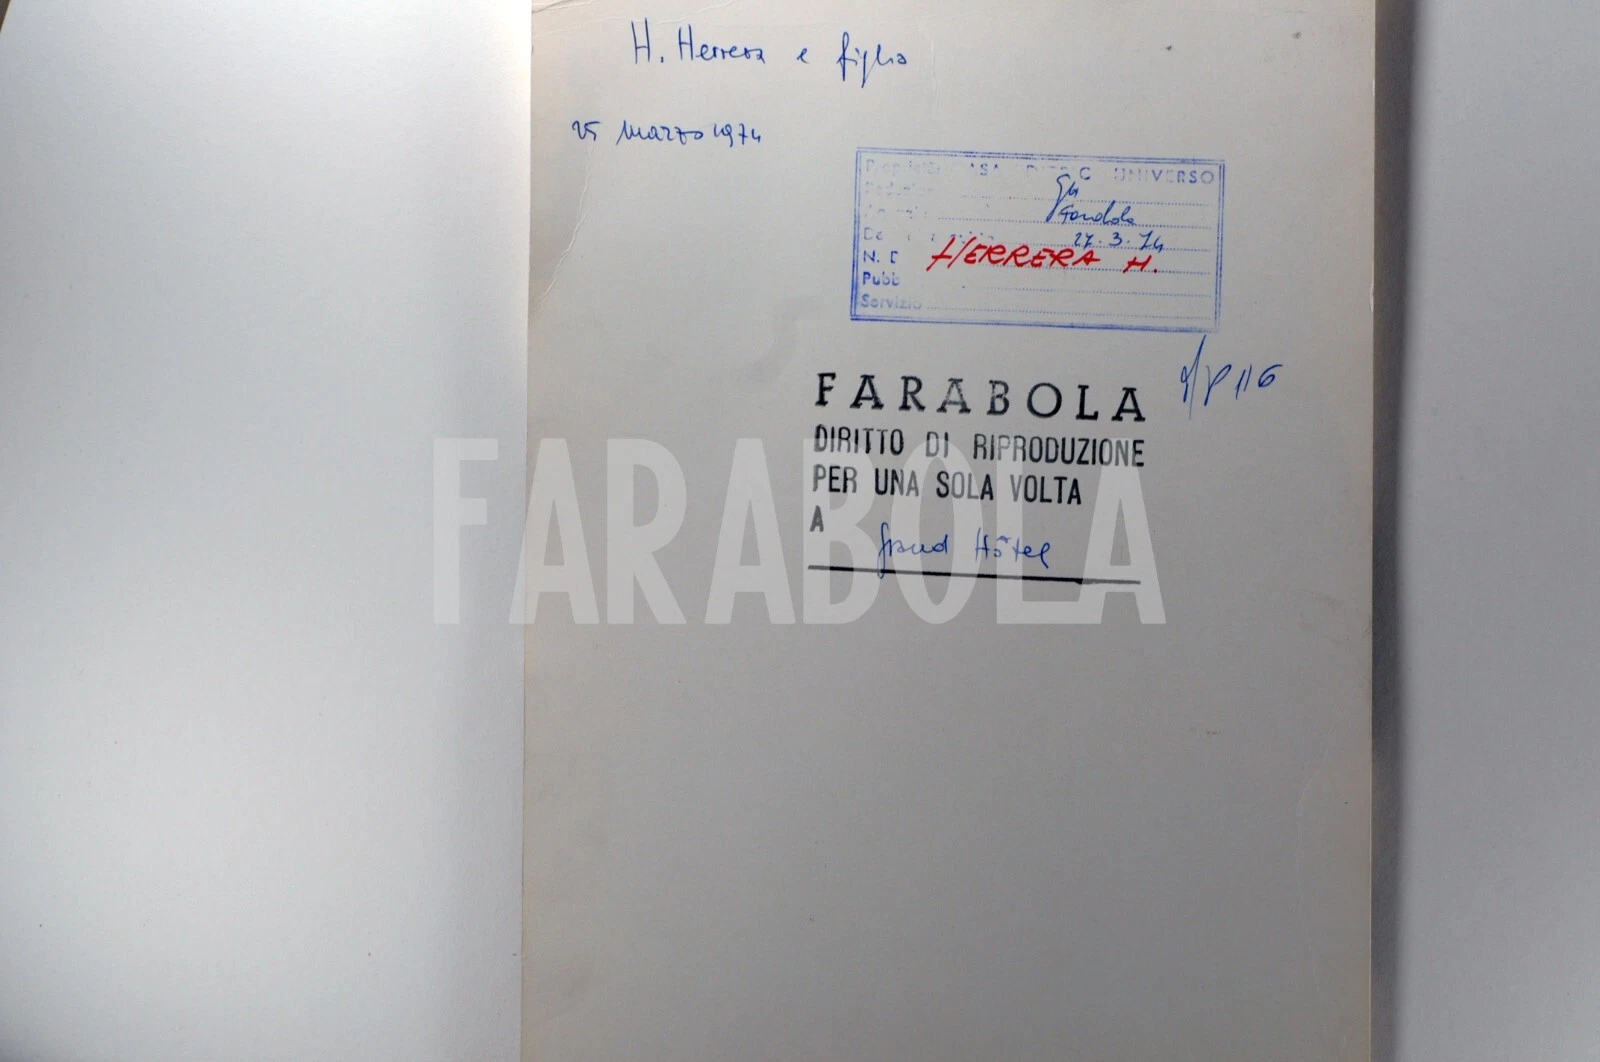 H. Herrera e figlio
25 marzo 1974
UNIVERSO
27.3.74
N.
HERRERA H.
Pubb
Servizio
116
FARABOLA
DIRITTO DI RIPRODUZIONE
PER UNA SOLA VOLTA
A Grand Hôtel
FARABOLA